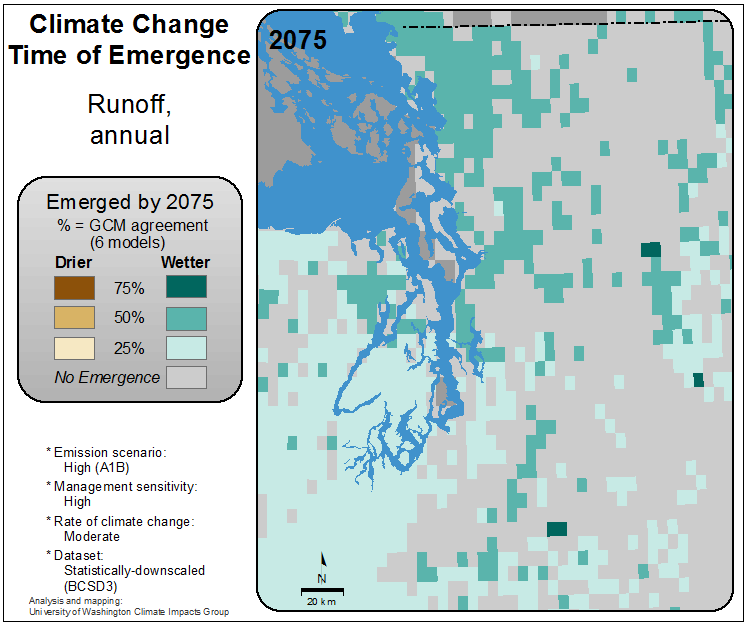 Climate Change
Time of Emergence
Runoff,
annual
Emerged by 2075
% = GCM agreement
(6 models)
Drier Wetter
75%
50%
25%
No Emergence
* Emission scenario:
High (A1B)
* Management sensitivity:
High
* Rate of climate change:
Moderate
* Dataset:
Statistically-downscaled
(BCSD3)
Analysis and mapping:
University of Washington Climate Impacts Group
2075
N
20 km